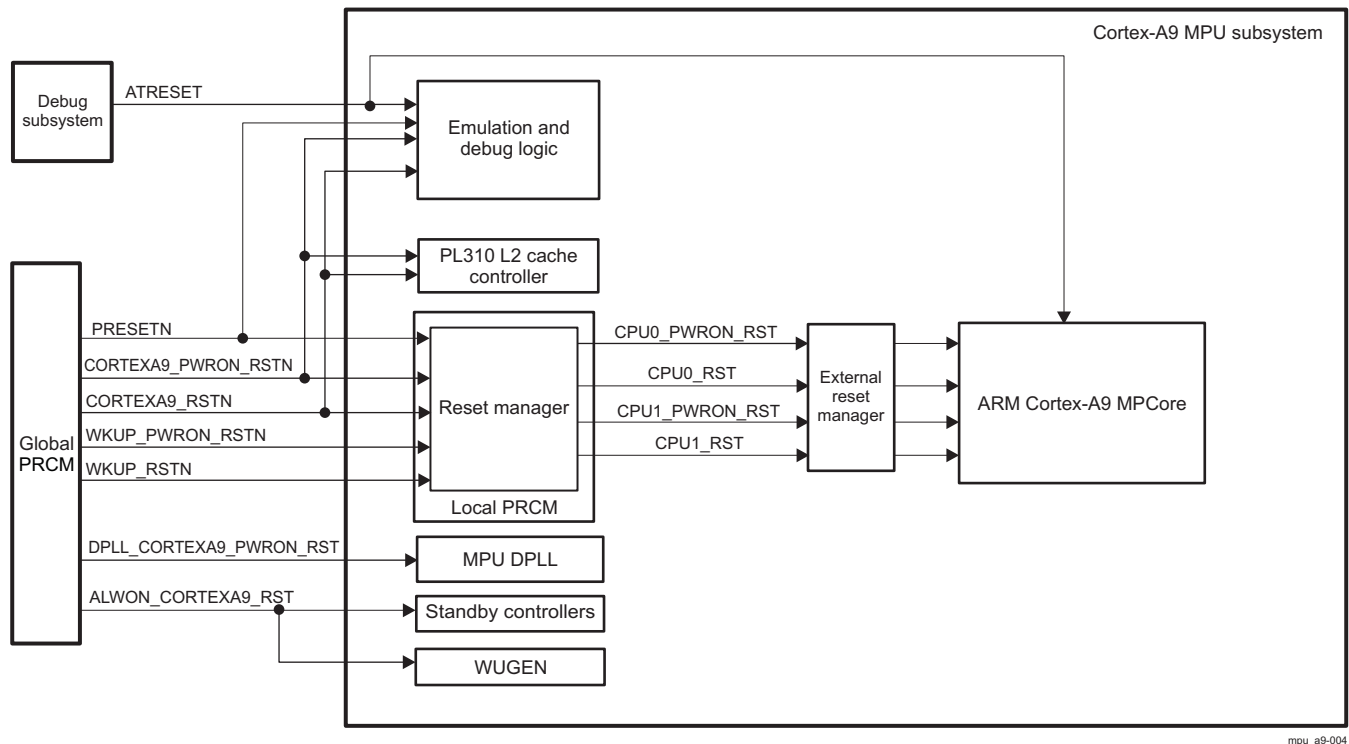 Cortex-A9 MPU subsystem
Debug
subsystem
ATRESET
Emulation and
debug logic
PL310 L2 cache
controller
Global
PRCM
PRESETN
CORTEXA9_PWRON_RSTN
CORTEXA9_RSTN
WKUP_PWRON_RSTN
WKUP_RSTN
DPLL_CORTEXA9_PWRON_RST
ALWON_CORTEXA9_RST
Reset manager
Local PRCM
CPU0_PWRON_RST
CPU0_RST
CPU1_PWRON_RST
CPU1_RST
External
reset
manager
ARM Cortex-A9 MPCore
MPU DPLL
Standby controllers
WUGEN
mpu_a9-004